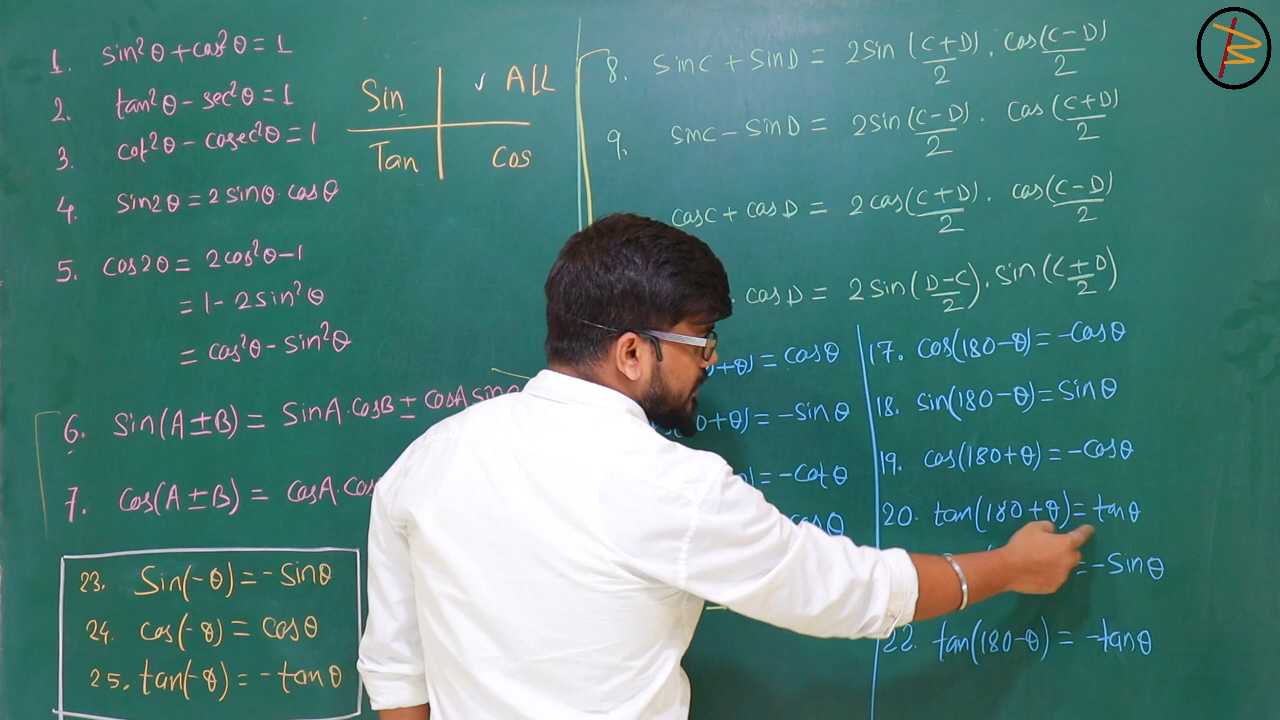 1. sin²θ + cos²θ = 1
2. tan²θ - sec²θ = 1
3. cot²θ - cosec²θ = 1
4. sin2θ = 2 sinθ cosθ
5. cos2θ = 2cos²θ-1
= 1 - 2sin²θ
= cos²θ - sin²θ
6. Sin(A±B) = SinA·cosB ± cosA
7. cos(A±B) = cosA·cos
23. Sin(-θ) = -Sinθ
24. cos(-θ) = cosθ
25. tan(-θ) = -tanθ
Sin ✓ ALL
Tan Cos
8. sinC + sinD = 2Sin (C+D)/2 . cos(C-D)/2
9. sinC - sinD = 2sin(C-D)/2 . cos(C+D)/2
cosC + cosD = 2cos(C+D)/2 . cos(C-D)/2
cosD = 2Sin(D-C/2) . sin(C+D/2)
+θ) = cosθ
0+θ) = -sinθ
) = -cotθ
cosθ
17. cos(180-θ) = -cosθ
18. sin(180-θ) = sinθ
19. cos(180+θ) = -cosθ
20. tan(180+θ) = tanθ
= -sinθ
22. tan(180-θ) = -tanθ